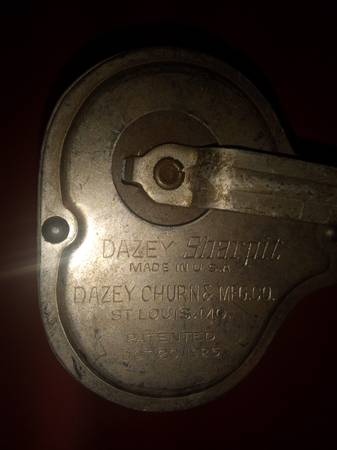 DAZEY Sharpit
MADE IN U.S.A
DAZEY CHURN & MFG. CO.
ST. LOUIS. MO.
PATENTED